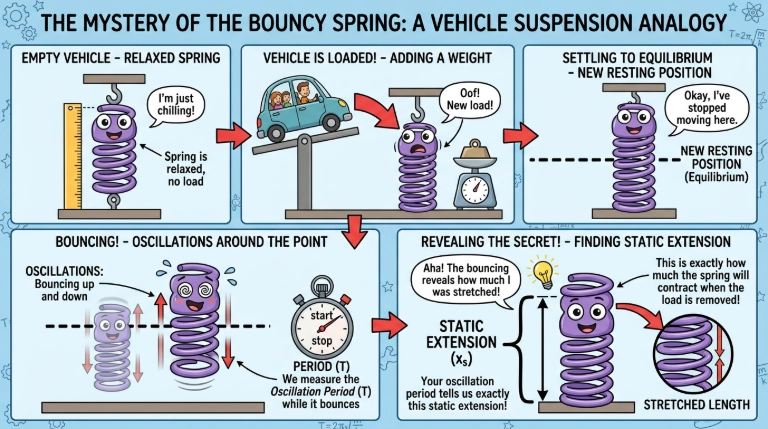 THE MYSTERY OF THE BOUNCY SPRING: A VEHICLE SUSPENSION ANALOGY
EMPTY VEHICLE – RELAXED SPRING
I'm just
chilling!
Spring is
relaxed,
no load
VEHICLE IS LOADED! - ADDING A WEIGHT
Oof!
New load!
SETTLING TO EQUILIBRIUM
– NEW RESTING POSITION
Okay, I've
stopped
moving here.
NEW RESTING
POSITION
(Equilibrium)
BOUNCING! – OSCILLATIONS AROUND THE POINT
OSCILLATIONS:
Bouncing up
and down
start
stop
PERIOD (T)
We measure the
Oscillation Period (T)
while it bounces
REVEALING THE SECRET! – FINDING STATIC EXTENSION
Aha! The bouncing
reveals how much I
was stretched!
This is exactly how
much the spring will
contract when the
load is removed!
STATIC
EXTENSION
(xs)
Your oscillation
period tells us exactly
this static extension!
STRETCHED LENGTH